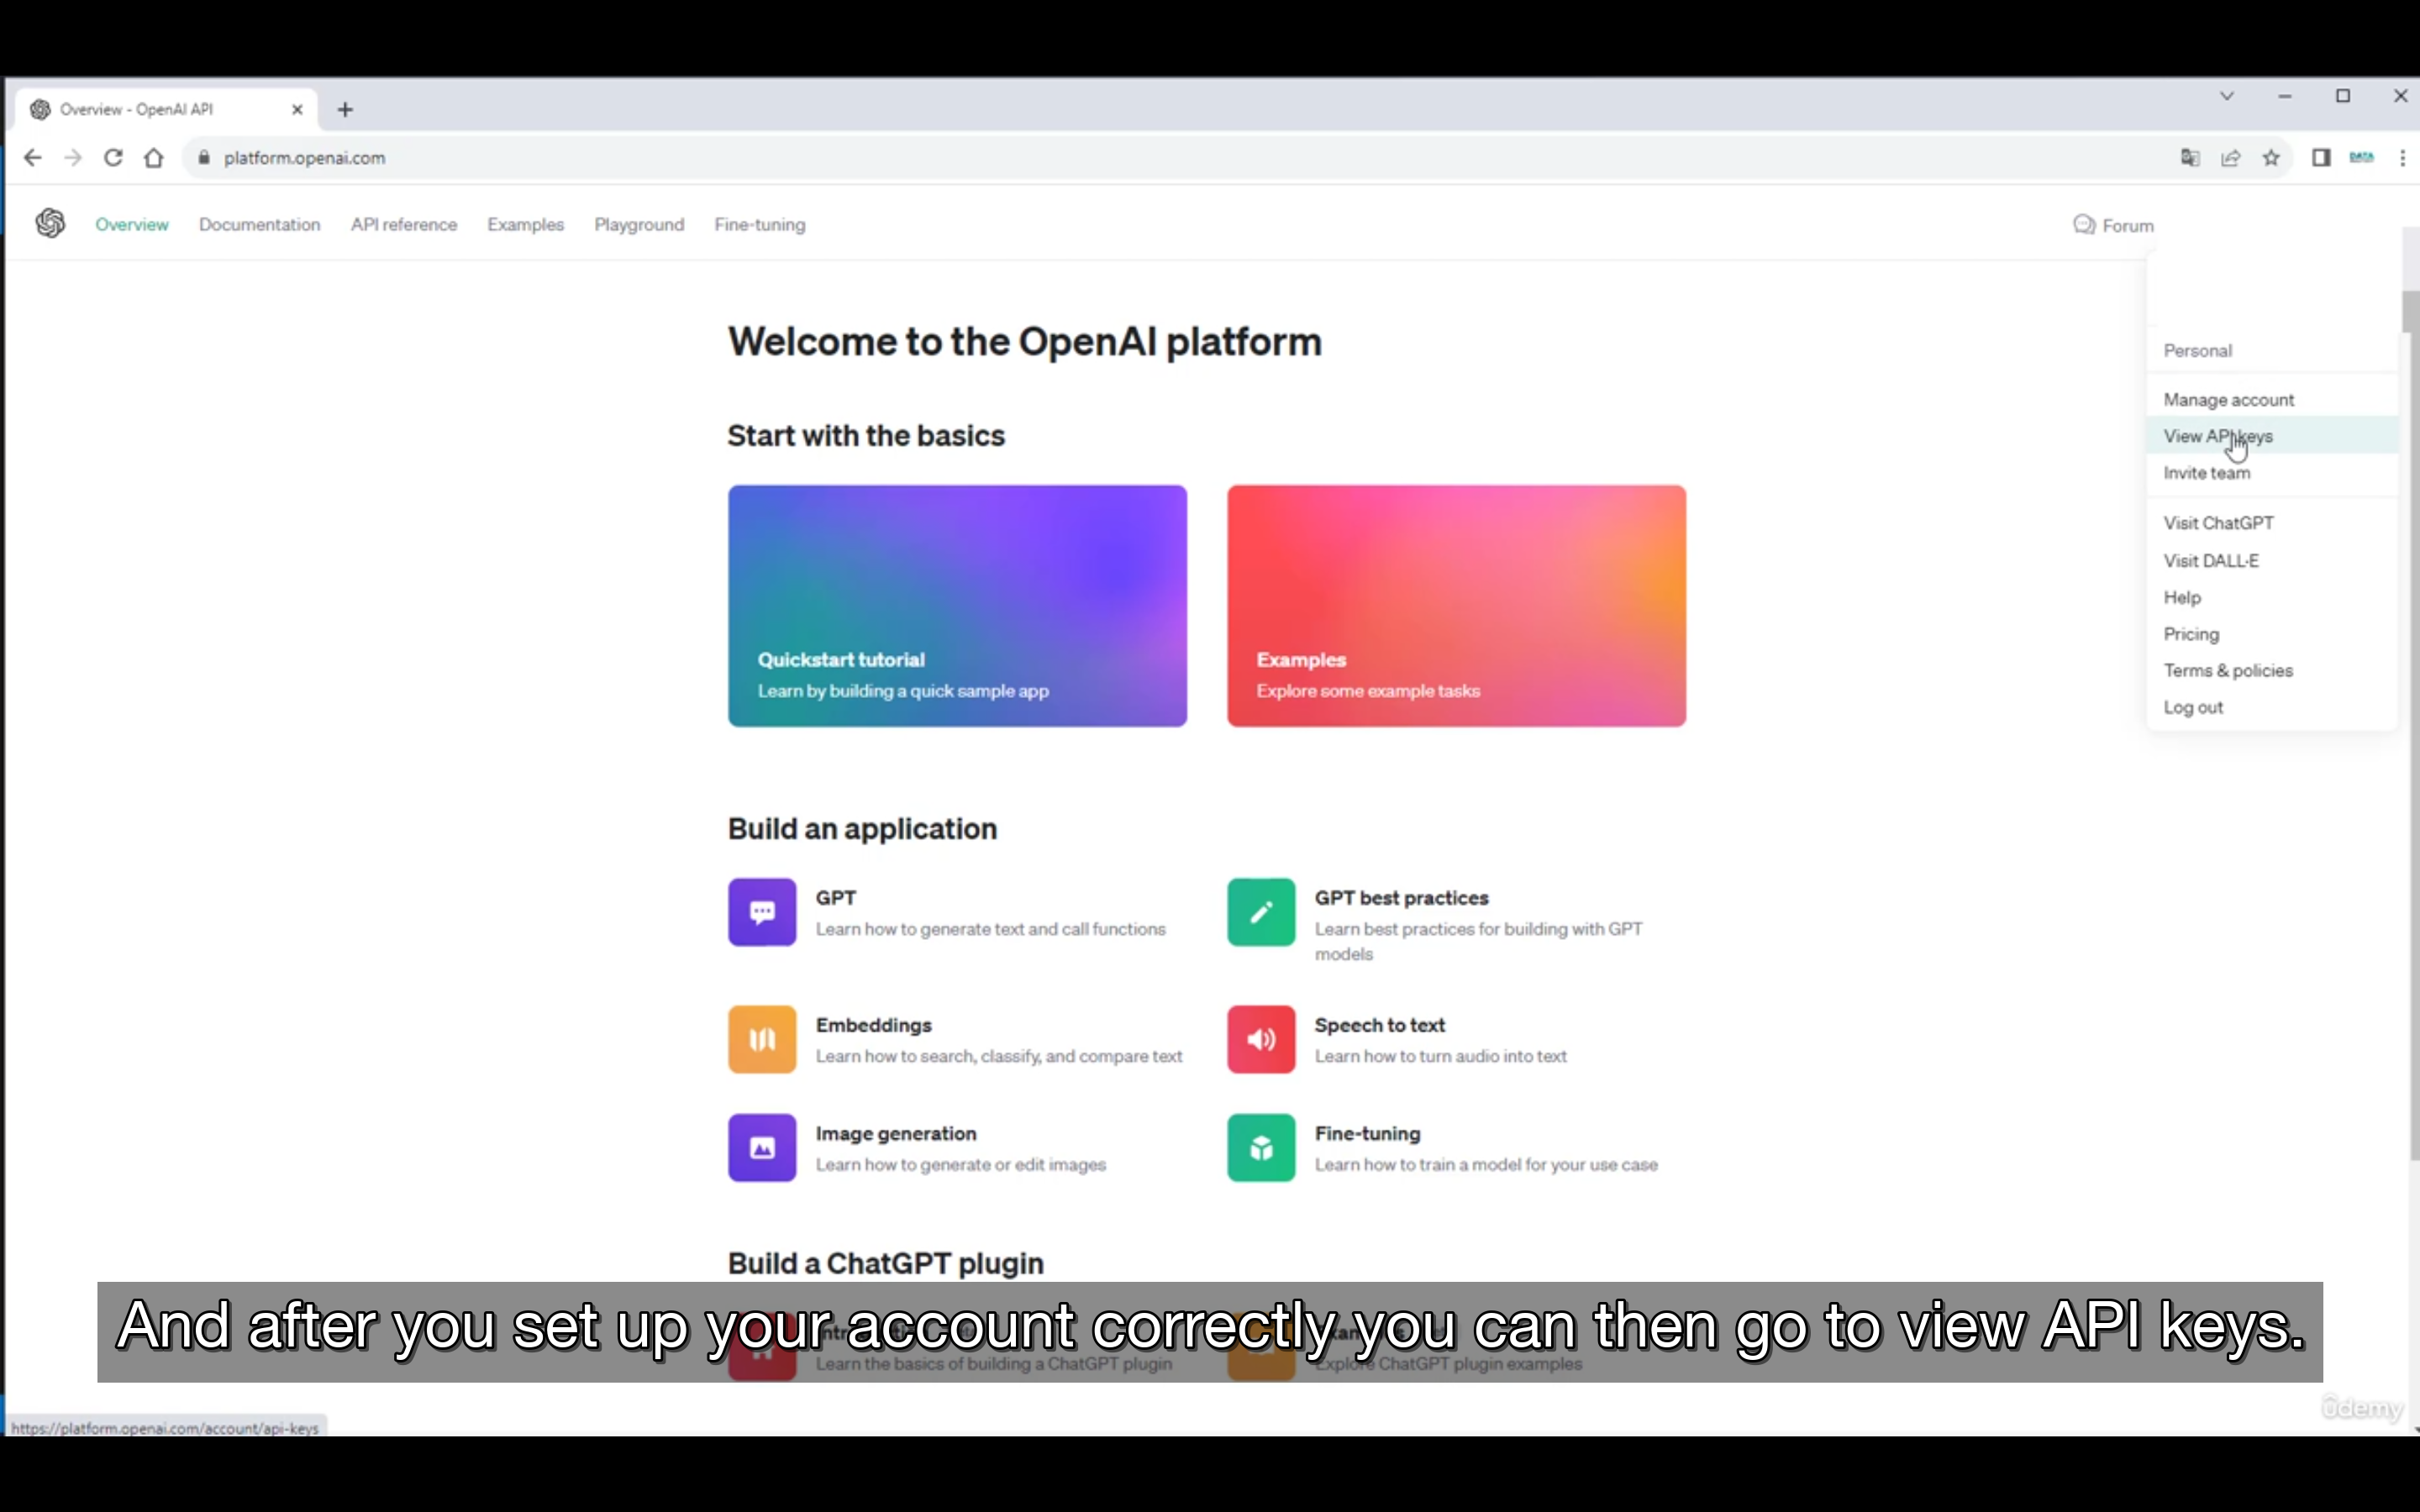 Overview - OpenAI API
platform.openai.com
DATA
Overview Documentation API reference Examples Playground Fine-tuning Forum
Personal
Manage account
View API keys
Invite team
Visit ChatGPT
Visit DALL·E
Help
Pricing
Terms & policies
Log out
Welcome to the OpenAI platform
Start with the basics
Quickstart tutorial
Learn by building a quick sample app
Examples
Explore some example tasks
Build an application
GPT
Learn how to generate text and call functions
GPT best practices
Learn best practices for building with GPT
models
Embeddings
Learn how to search, classify, and compare text
Speech to text
Learn how to turn audio into text
Image generation
Learn how to generate or edit images
Fine-tuning
Learn how to train a model for your use case
Build a ChatGPT plugin
And after you set up your account correctly you can then go to view API keys.
Learn the basics of building a ChatGPT plugin
Explore ChatGPT plugin examples
ûdemy
https://platform.openai.com/account/api-keys